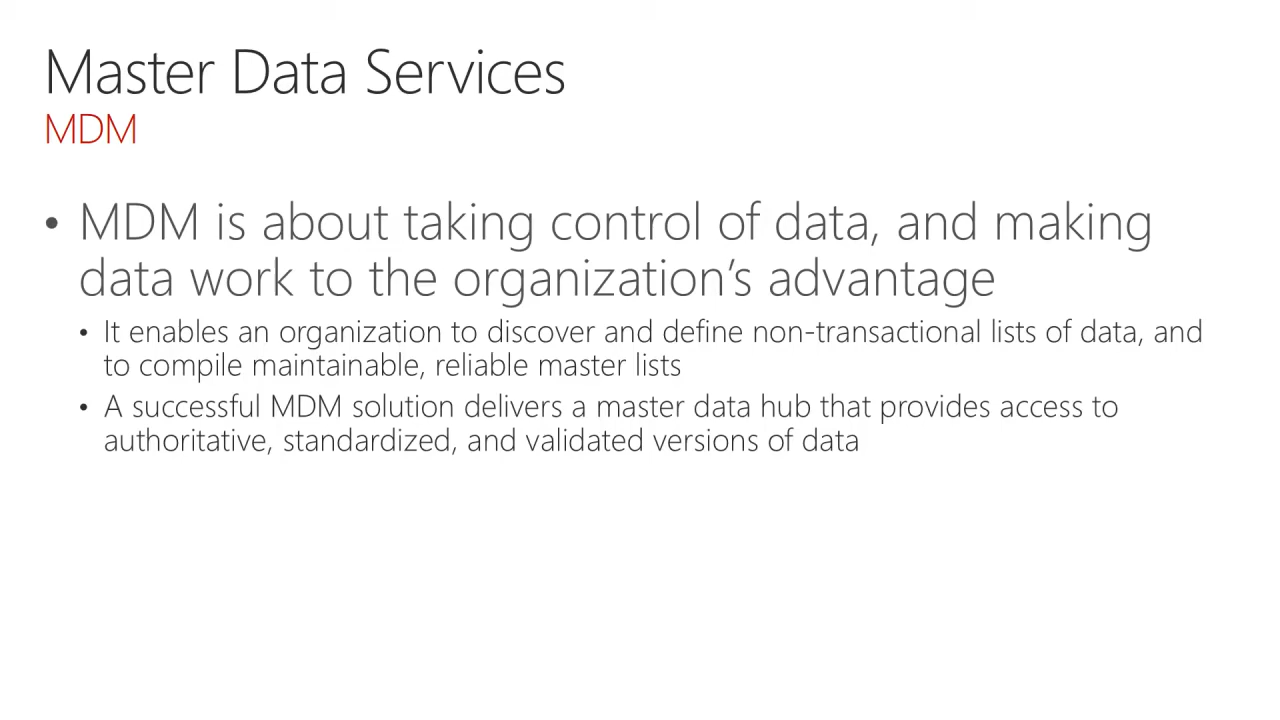 Master Data Services
MDM
• MDM is about taking control of data, and making
data work to the organization’s advantage
• It enables an organization to discover and define non-transactional lists of data, and
to compile maintainable, reliable master lists
• A successful MDM solution delivers a master data hub that provides access to
authoritative, standardized, and validated versions of data